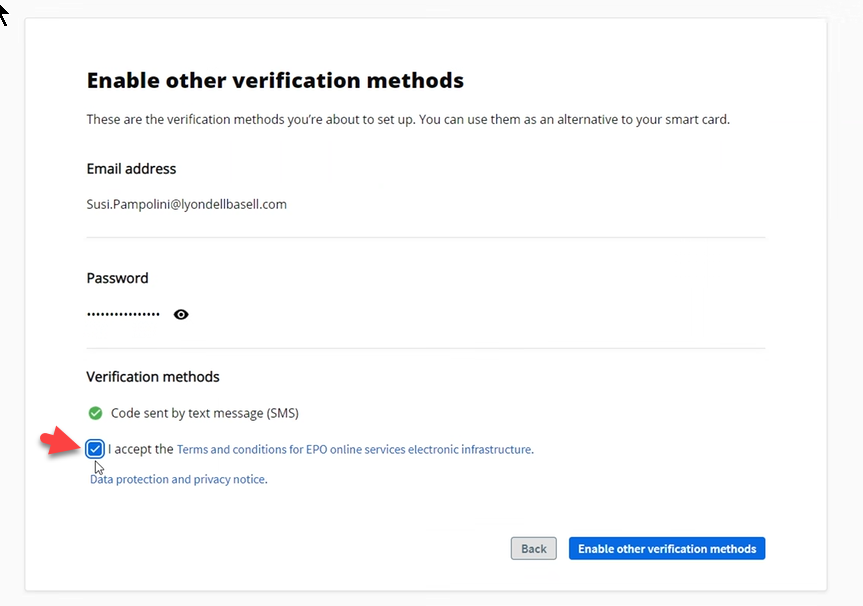 Enable other verification methods
These are the verification methods you're about to set up. You can use them as an alternative to your smart card.
Email address
Susi.Pampolini@lyondellbasell.com
Password
••••••••••••••••
Verification methods
Code sent by text message (SMS)
I accept the Terms and conditions for EPO online services electronic infrastructure.
Data protection and privacy notice.
Back
Enable other verification methods